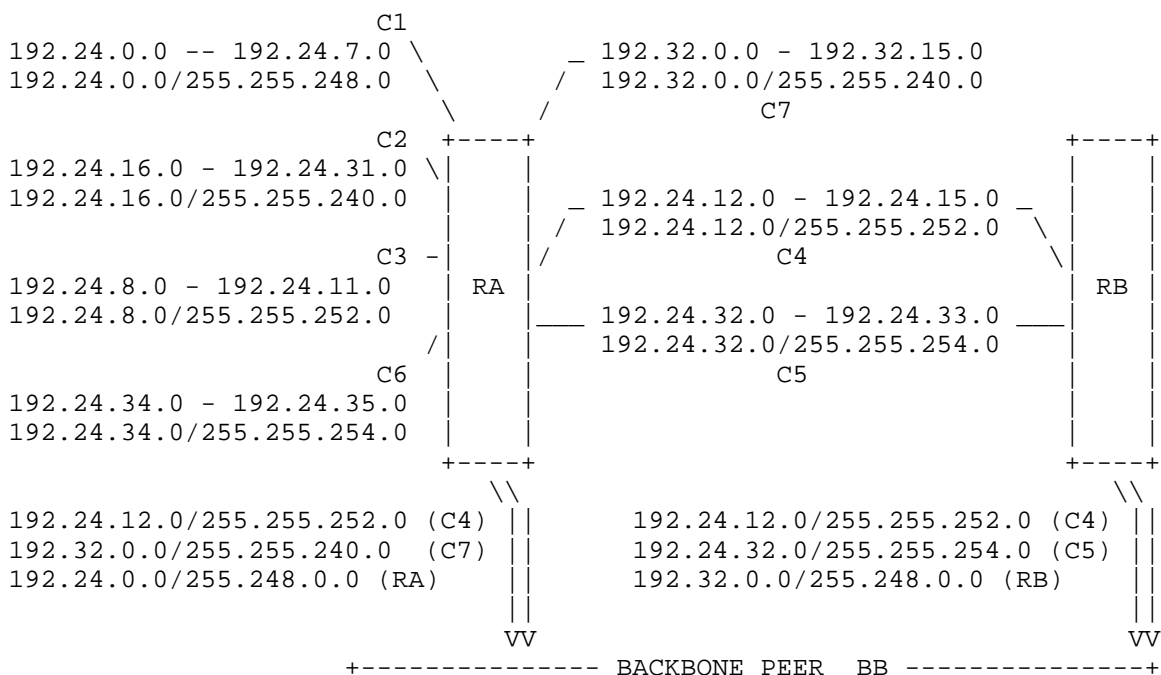 C1
192.24.0.0 -- 192.24.7.0 \ _ 192.32.0.0 - 192.32.15.0
192.24.0.0/255.255.248.0 \ / 192.32.0.0/255.255.240.0
\ / C7
C2 +----+ +----+
192.24.16.0 - 192.24.31.0 \| | | |
192.24.16.0/255.255.240.0 | | _ 192.24.12.0 - 192.24.15.0 _ | |
| | / 192.24.12.0/255.255.252.0 \ | |
C3 -| |/ C4 \| |
192.24.8.0 - 192.24.11.0 | RA | | RB |
192.24.8.0/255.255.252.0 | |___ 192.24.32.0 - 192.24.33.0 ___| |
/| | 192.24.32.0/255.255.254.0 | |
C6 | | C5 | |
192.24.34.0 - 192.24.35.0 | | | |
192.24.34.0/255.255.254.0 | | | |
+----+ +----+
\\ \\
192.24.12.0/255.255.252.0 (C4) || 192.24.12.0/255.255.252.0 (C4) ||
192.32.0.0/255.255.240.0 (C7) || 192.24.32.0/255.255.254.0 (C5) ||
192.24.0.0/255.248.0.0 (RA) || 192.32.0.0/255.248.0.0 (RB) ||
|| ||
VV VV
+--------------- BACKBONE PEER BB ---------------+